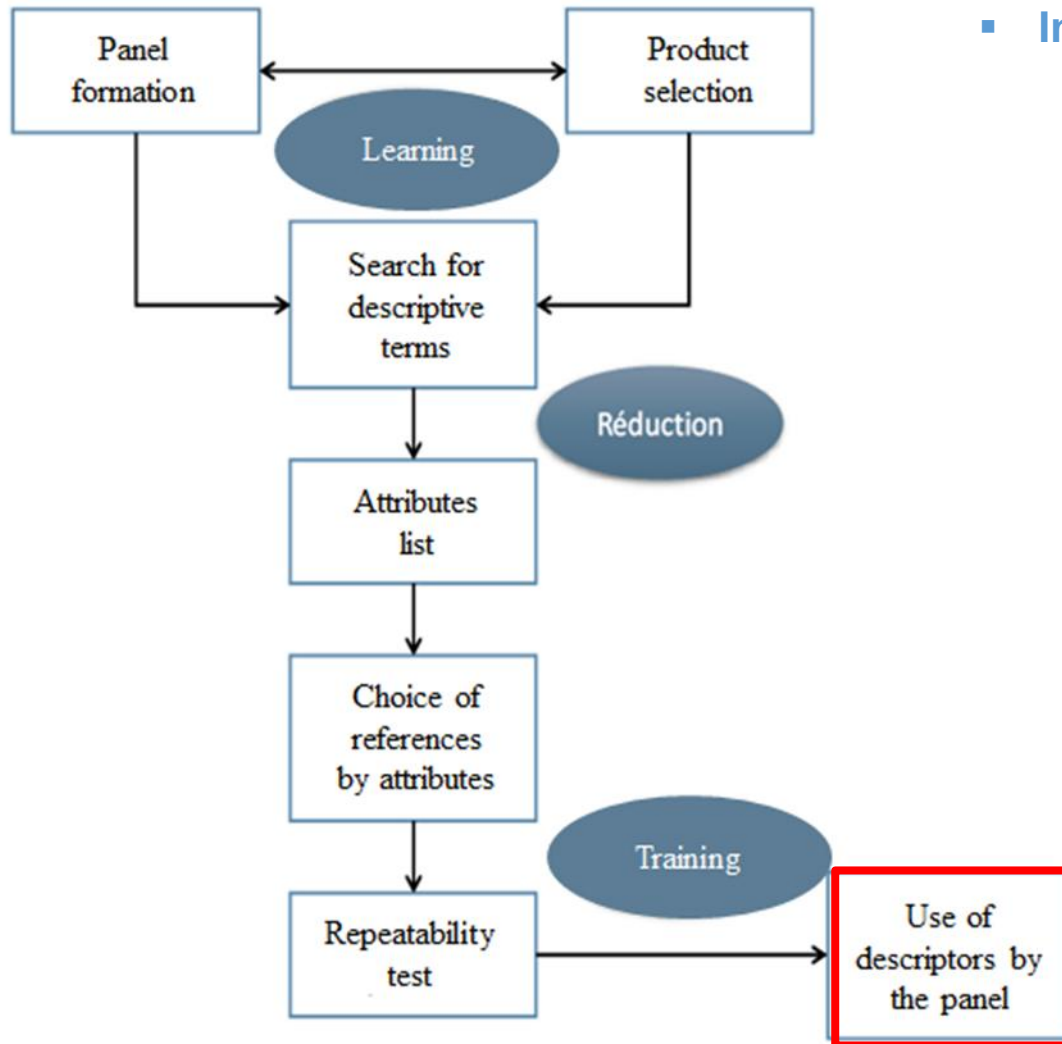 Panel
formation
Product
selection
Learning
Search for
descriptive
terms
Réduction
Attributes
list
Choice of
references
by attributes
Training
Repeatability
test
Use of
descriptors by
the panel